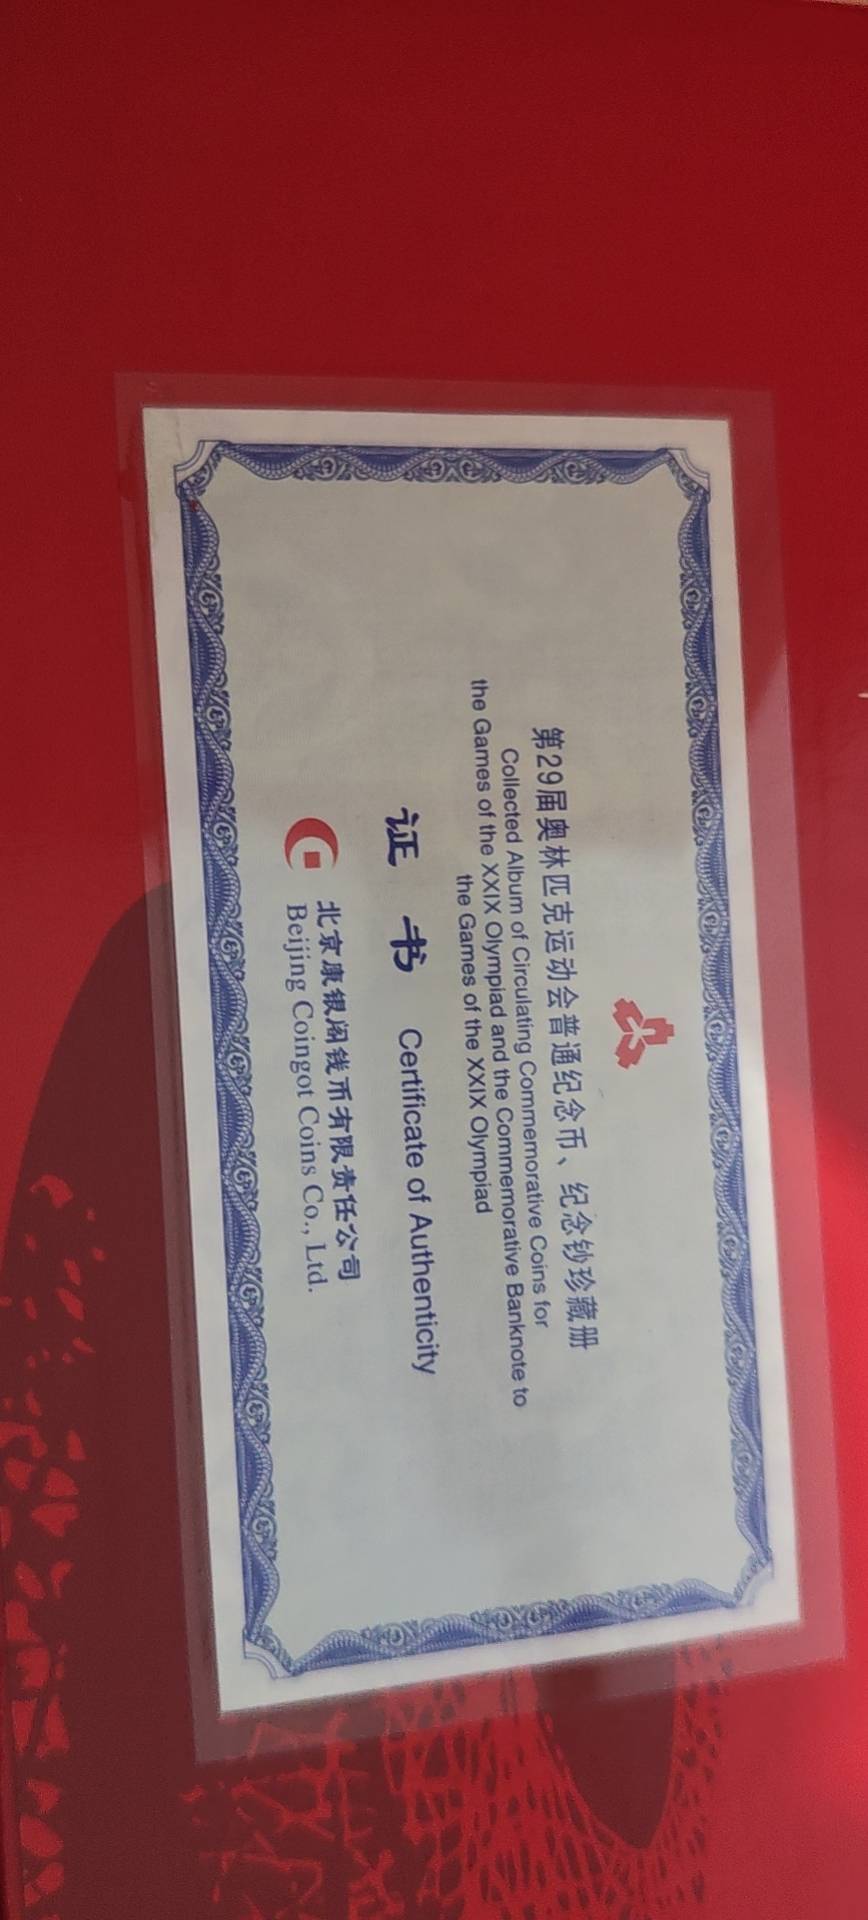 第29届奥林匹克运动会普通纪念币、纪念钞珍藏册
Collected Album of Circulating Commemorative Coins for
the Games of the XXIX Olympiad and the Commemorative Banknote to
the Games of the XXIX Olympiad
证 书 Certificate of Authenticity
北京康银阁钱币有限责任公司
Beijing Coingot Coins Co., Ltd.